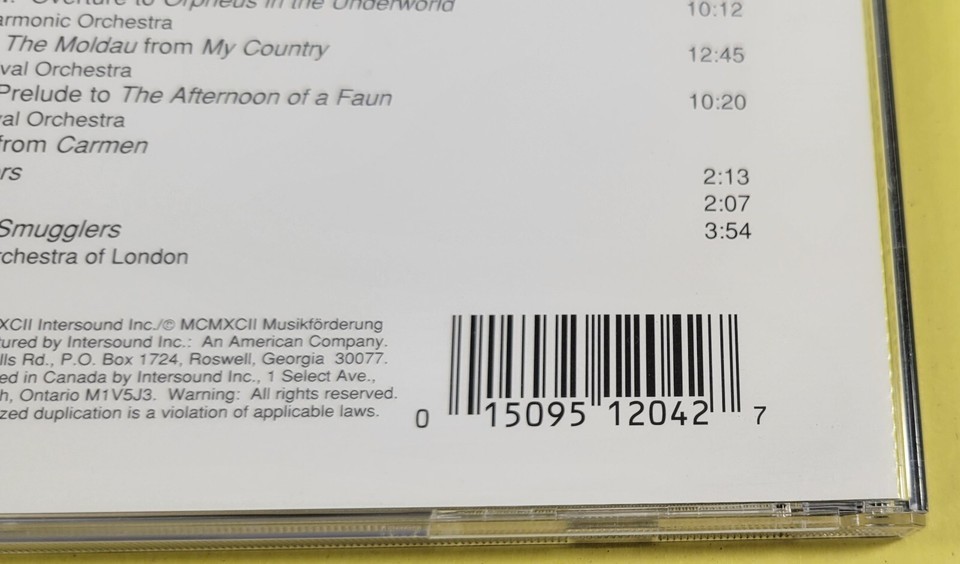 Overture to Orpheus in the Underworld 10:12
armonic Orchestra
The Moldau from My Country 12:45
val Orchestra
Prelude to The Afternoon of a Faun 10:20
al Orchestra
from Carmen
rs 2:13
2:07
Smugglers 3:54
rchestra of London
XCII Intersound Inc./℗ MCMXCII Musikförderung
tured by Intersound Inc.: An American Company.
lls Rd., P.O. Box 1724, Roswell, Georgia 30077.
ed in Canada by Intersound Inc., 1 Select Ave.,
h, Ontario M1V5J3. Warning: All rights reserved.
zed duplication is a violation of applicable laws.
0 15095 12042 7